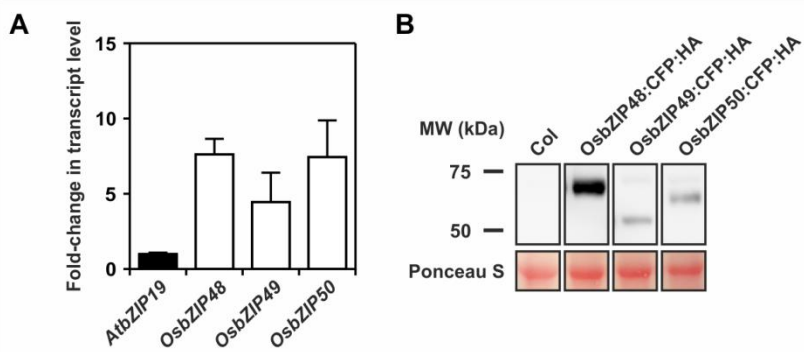 A
Fold-change in transcript level
15
10
5
0
AtbZIP19
OsbZIP48
OsbZIP49
OsbZIP50
B
MW (kDa)
Col
OsbZIP48:CFP:HA
OsbZIP49:CFP:HA
OsbZIP50:CFP:HA
75
50
Ponceau S